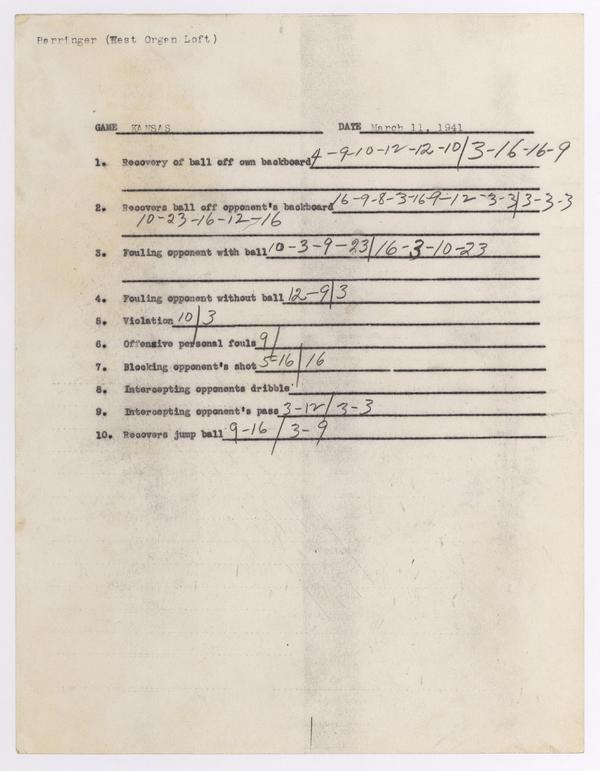 Barringer (West Organ Loft)
GAME KANSAS DATE March 11, 1941
1. Recovery of ball off own backboard 4-9-10-12-12-10/3-16-16-9
2. Recovers ball off opponent's backboard 16-9-8-3-16 9-12-3-3/3-3-3
10-23-16-12-16
3. Fouling opponent with ball 10-3-9-23/16-3-10-23
4. Fouling opponent without ball 12-9/3
5. Violation 10/3
6. Offensive personal fouls 9/
7. Blocking opponent's shot 5-16/16
8. Intercepting opponents dribble
9. Intercepting opponent's pass 3-12/3-3
10. Recovers jump ball 9-16/3-9